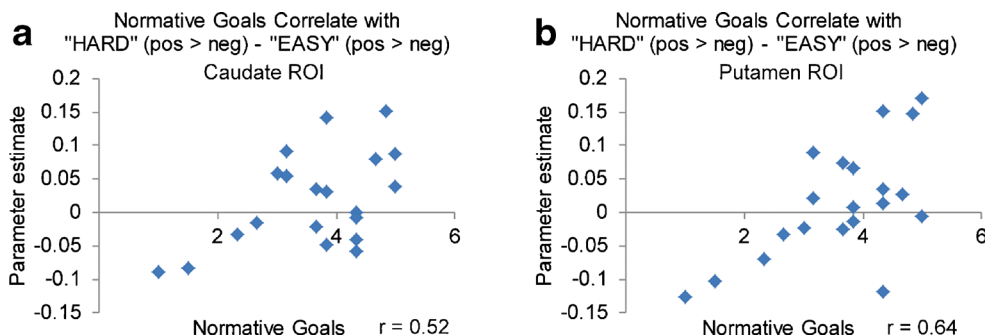 a
Normative Goals Correlate with
"HARD" (pos > neg) - "EASY" (pos > neg)
Caudate ROI
Parameter estimate
0.2
0.15
0.1
0.05
0
-0.05
-0.1
-0.15
2
4
6
Normative Goals
r = 0.52
b
Normative Goals Correlate with
"HARD" (pos > neg) - "EASY" (pos > neg)
Putamen ROI
Parameter estimate
0.2
0.15
0.1
0.05
0
-0.05
-0.1
-0.15
2
4
6
Normative Goals
r = 0.64